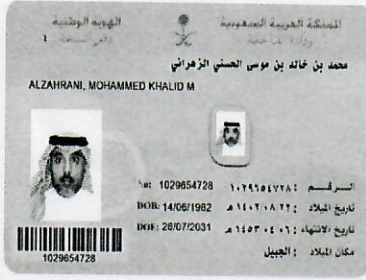 المملكة العربية السعودية
الهوية الوطنية
محمد بن خالد بن موسى الحسني الزهراني
ALZAHRANI, MOHAMMED KHALID M
الرقم : ١٠٢٩٦٥٤٧٢٨ 1029654728
تاريخ الميلاد : ١٤٠٢/٠٨/٢٢ هـ DOB: 14/06/1982
تاريخ الانتهاء : ١٤٥٣/٠٤/٠٦ هـ DOE: 28/07/2031
مكان الميلاد : الجبيل
1029654728